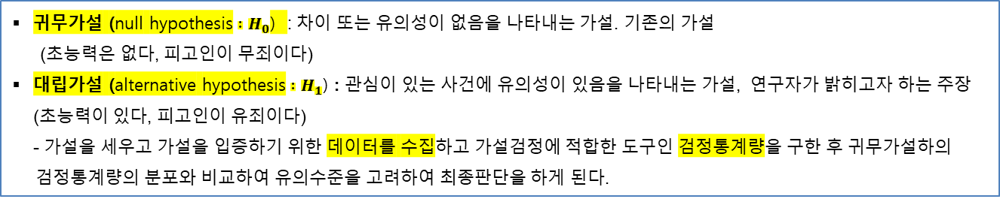 ▪ 귀무가설 (null hypothesis : H₀) : 차이 또는 유의성이 없음을 나타내는 가설. 기존의 가설
(초능력은 없다, 피고인이 무죄이다)
▪ 대립가설 (alternative hypothesis : H₁) : 관심이 있는 사건에 유의성이 있음을 나타내는 가설, 연구자가 밝히고자 하는 주장
(초능력이 있다, 피고인이 유죄이다)
- 가설을 세우고 가설을 입증하기 위한 데이터를 수집하고 가설검정에 적합한 도구인 검정통계량을 구한 후 귀무가설하의
검정통계량의 분포와 비교하여 유의수준을 고려하여 최종판단을 하게 된다.